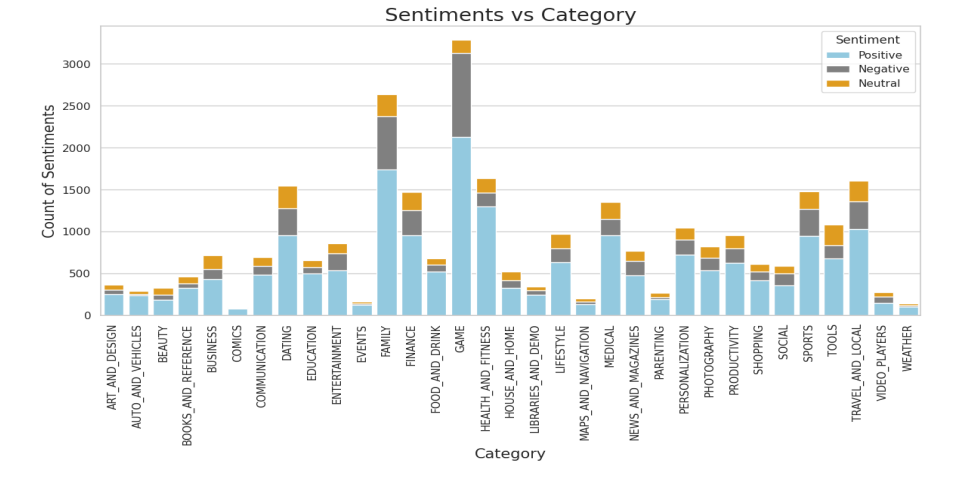 Sentiments vs Category
Count of Sentiments
3000
2500
2000
1500
1000
500
0
Sentiment
Positive
Negative
Neutral
ART_AND_DESIGN
AUTO_AND_VEHICLES
BEAUTY
BOOKS_AND_REFERENCE
BUSINESS
COMICS
COMMUNICATION
DATING
EDUCATION
ENTERTAINMENT
EVENTS
FAMILY
FINANCE
FOOD_AND_DRINK
GAME
HEALTH_AND_FITNESS
HOUSE_AND_HOME
LIBRARIES_AND_DEMO
LIFESTYLE
MAPS_AND_NAVIGATION
MEDICAL
NEWS_AND_MAGAZINES
PARENTING
PERSONALIZATION
PHOTOGRAPHY
PRODUCTIVITY
SHOPPING
SOCIAL
SPORTS
TOOLS
TRAVEL_AND_LOCAL
VIDEO_PLAYERS
WEATHER
Category